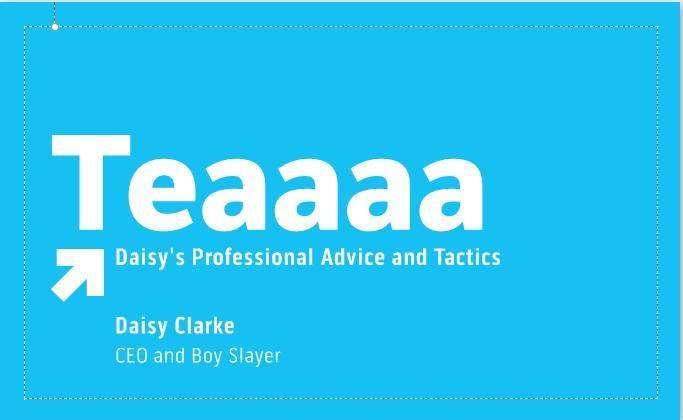 Teaaaa
Daisy's Professional Advice and Tactics
Daisy Clarke
CEO and Boy Slayer